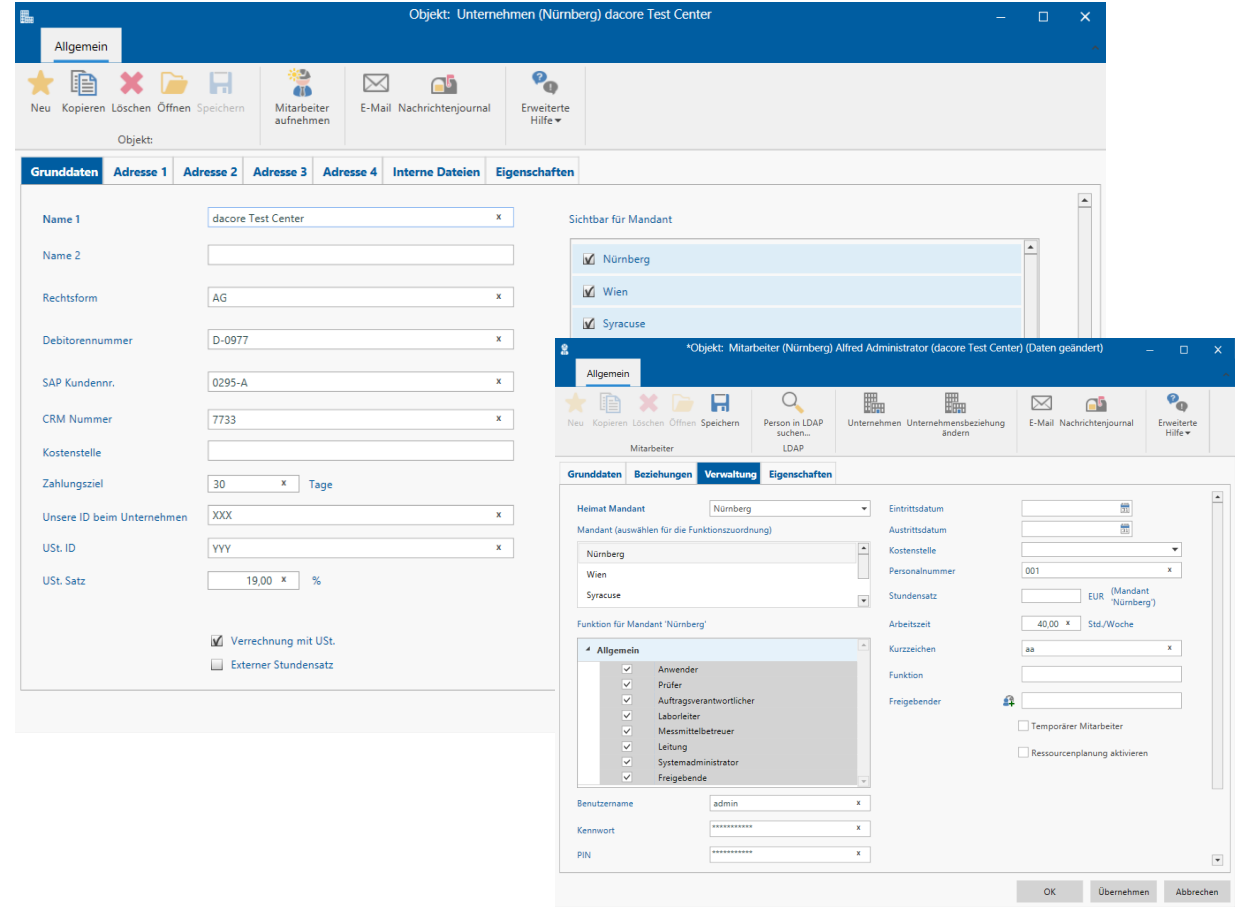 Objekt: Unternehmen (Nürnberg) dacore Test Center
Allgemein
Neu Kopieren Löschen Öffnen Speichern
Objekt:
Mitarbeiter
aufnehmen
E-Mail Nachrichtenjournal
Erweiterte
Hilfe
Grunddaten Adresse 1 Adresse 2 Adresse 3 Adresse 4 Interne Dateien Eigenschaften
Name 1 dacore Test Center x
Name 2
Rechtsform AG x
Debitorennummer D-0977 x
SAP Kundennr. 0295-A x
CRM Nummer 7733 x
Kostenstelle
Zahlungsziel 30 x Tage
Unsere ID beim Unternehmen XXX x
USt. ID YYY x
USt. Satz 19,00 x %
Verrechnung mit USt.
Externer Stundensatz
Sichtbar für Mandant
Nürnberg
Wien
Syracuse
*Objekt: Mitarbeiter (Nürnberg) Alfred Administrator (dacore Test Center) (Daten geändert)
Allgemein
Neu Kopieren Löschen Öffnen Speichern
Mitarbeiter
Person in LDAP
suchen...
LDAP
Unternehmen Unternehmensbeziehung
ändern
E-Mail Nachrichtenjournal
Erweiterte
Hilfe
Grunddaten Beziehungen Verwaltung Eigenschaften
Heimat Mandant Nürnberg
Mandant (auswählen für die Funktionszuordnung)
Nürnberg
Wien
Syracuse
Funktion für Mandant 'Nürnberg'
Allgemein
Anwender
Prüfer
Auftragsverantwortlicher
Laborleiter
Messmittelbetreuer
Leitung
Systemadministrator
Freigebende
Benutzername admin x
Kennwort *********** x
PIN *********** x
Eintrittsdatum
Austrittsdatum
Kostenstelle
Personalnummer 001 x
Stundensatz EUR (Mandant
'Nürnberg')
Arbeitszeit 40,00 x Std./Woche
Kurzzeichen aa x
Funktion
Freigebender
Temporärer Mitarbeiter
Ressourcenplanung aktivieren
OK Übernehmen Abbrechen